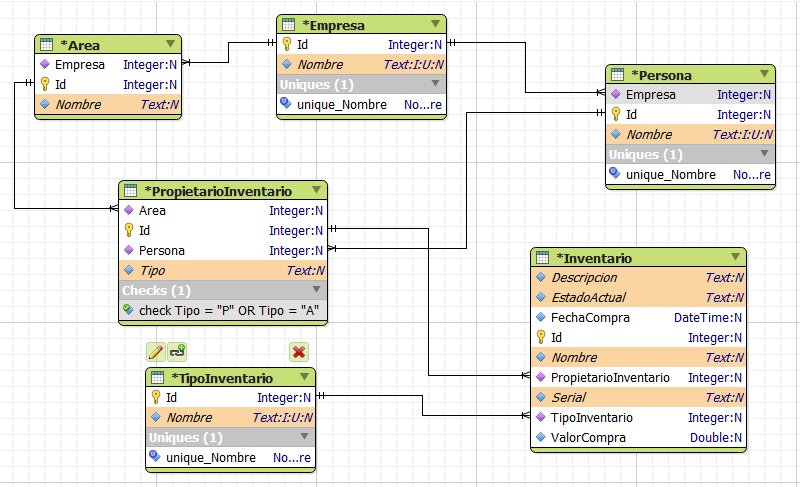 *Area
Empresa Integer:N
Id Integer:N
Nombre Text:N
*Empresa
Id Integer:N
Nombre Text:I:U:N
Uniques (1)
unique_Nombre No...re
*Persona
Empresa Integer:N
Id Integer:N
Nombre Text:I:U:N
Uniques (1)
unique_Nombre No...re
*PropietarioInventario
Area Integer:N
Id Integer:N
Persona Integer:N
Tipo Text:N
Checks (1)
check Tipo = "P" OR Tipo = "A"
*Inventario
Descripcion Text:N
EstadoActual Text:N
FechaCompra DateTime:N
Id Integer:N
Nombre Text:N
PropietarioInventario Integer:N
Serial Text:N
TipoInventario Integer:N
ValorCompra Double:N
*TipoInventario
Id Integer:N
Nombre Text:I:U:N
Uniques (1)
unique_Nombre No...re